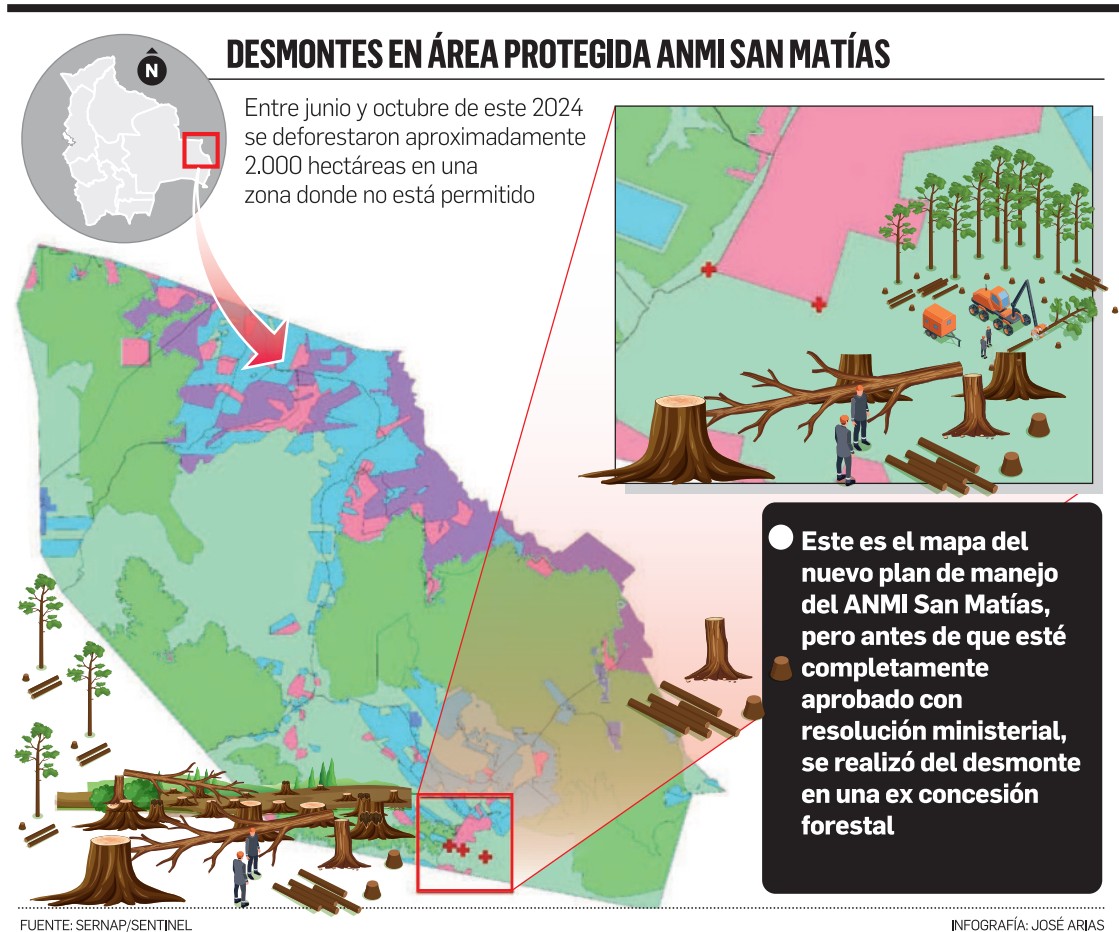 DESMONTES EN ÁREA PROTEGIDA ANMI SAN MATÍAS
N
Entre junio y octubre de este 2024
se deforestaron aproximadamente
2.000 hectáreas en una
zona donde no está permitido
Este es el mapa del
nuevo plan de manejo
del ANMI San Matías,
pero antes de que esté
completamente
aprobado con
resolución ministerial,
se realizó del desmonte
en una ex concesión
forestal
FUENTE: SERNAP/SENTINEL
INFOGRAFÍA: JOSÉ ARIAS